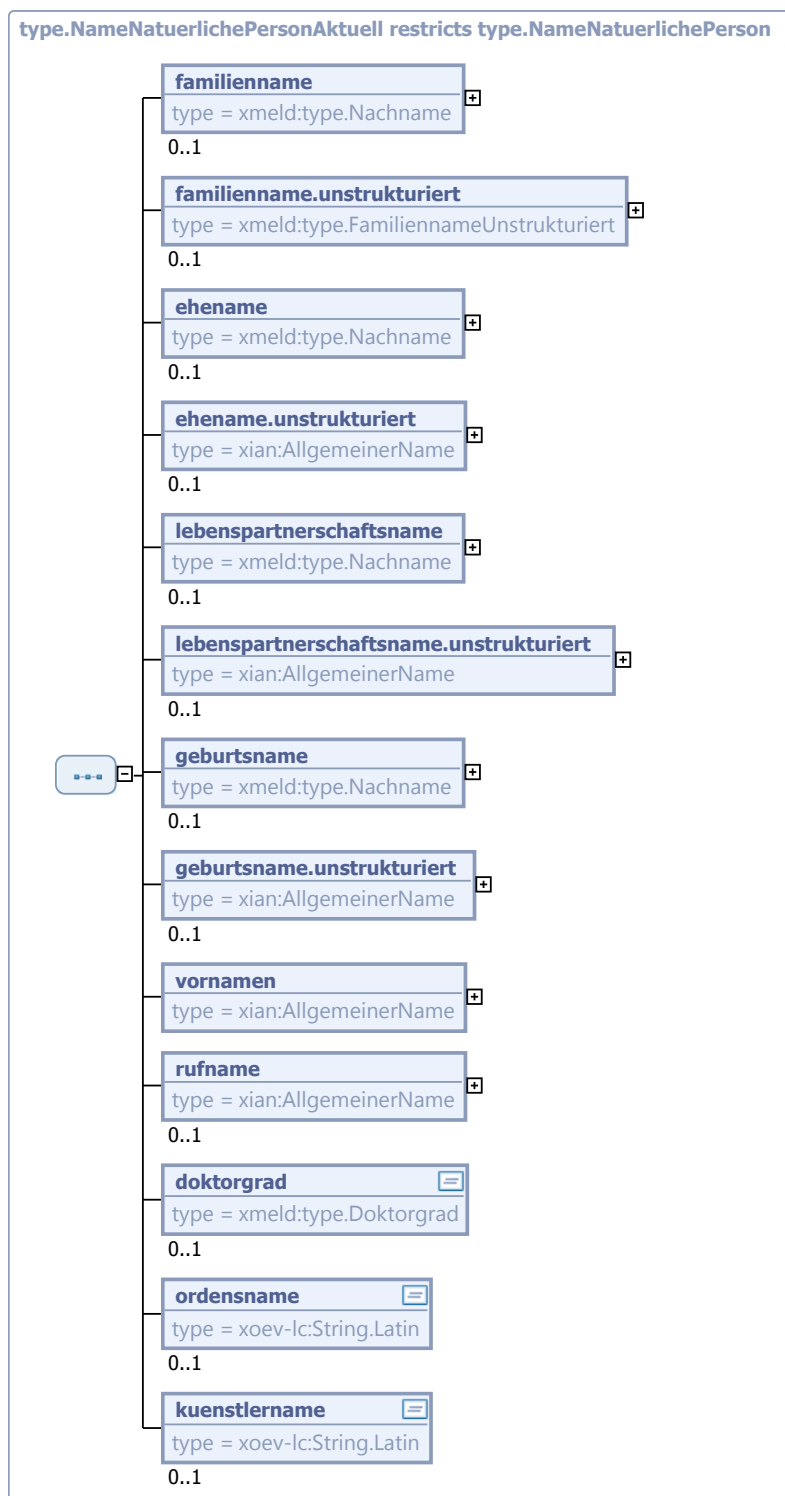 type.NameNatuerlichePersonAktuell restricts type.NameNatuerlichePerson
familienname
type = xmeld:type.Nachname
0..1
familienname.unstrukturiert
type = xmeld:type.FamiliennameUnstrukturiert
0..1
ehename
type = xmeld:type.Nachname
0..1
ehename.unstrukturiert
type = xian:AllgemeinerName
0..1
lebenspartnerschaftsname
type = xmeld:type.Nachname
0..1
lebenspartnerschaftsname.unstrukturiert
type = xian:AllgemeinerName
0..1
geburtsname
type = xmeld:type.Nachname
0..1
geburtsname.unstrukturiert
type = xian:AllgemeinerName
0..1
vornamen
type = xian:AllgemeinerName
rufname
type = xian:AllgemeinerName
0..1
doktorgrad
type = xmeld:type.Doktorgrad
0..1
ordensname
type = xoev-lc:String.Latin
0..1
kuenstlername
type = xoev-lc:String.Latin
0..1